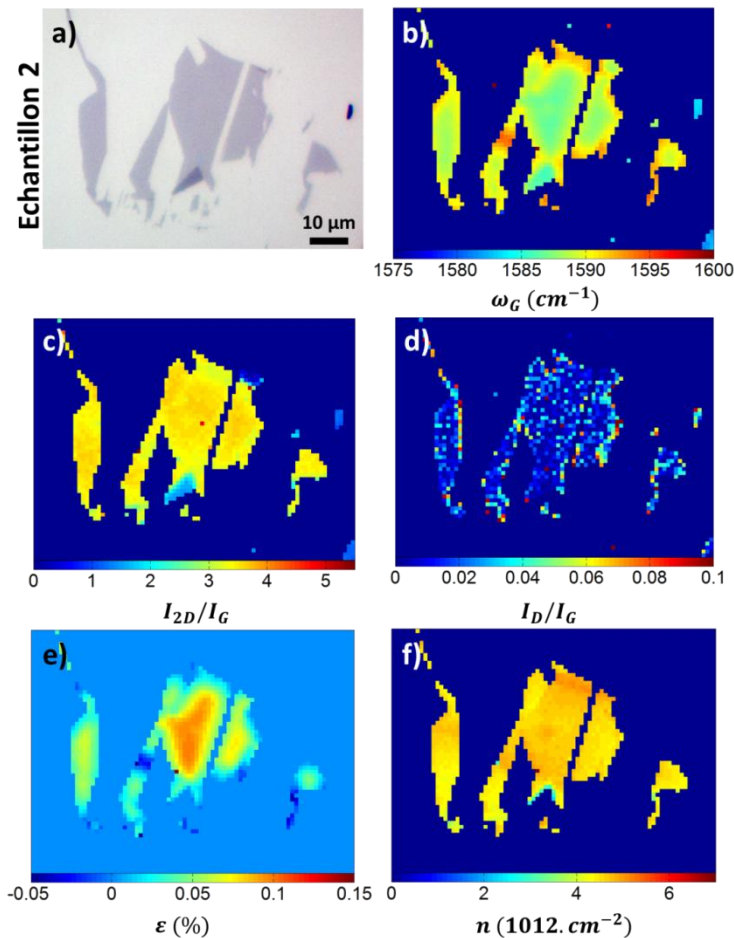 Echantillon 2
a)
10 µm
b)
1575 1580 1585 1590 1595 1600
ω_G (cm⁻¹)
c)
0 1 2 3 4 5
I_2D/I_G
d)
0 0.02 0.04 0.06 0.08 0.1
I_D/I_G
e)
-0.05 0 0.05 0.10 0.15
ε (%)
f)
0 2 4 6
n (1012. cm⁻²)